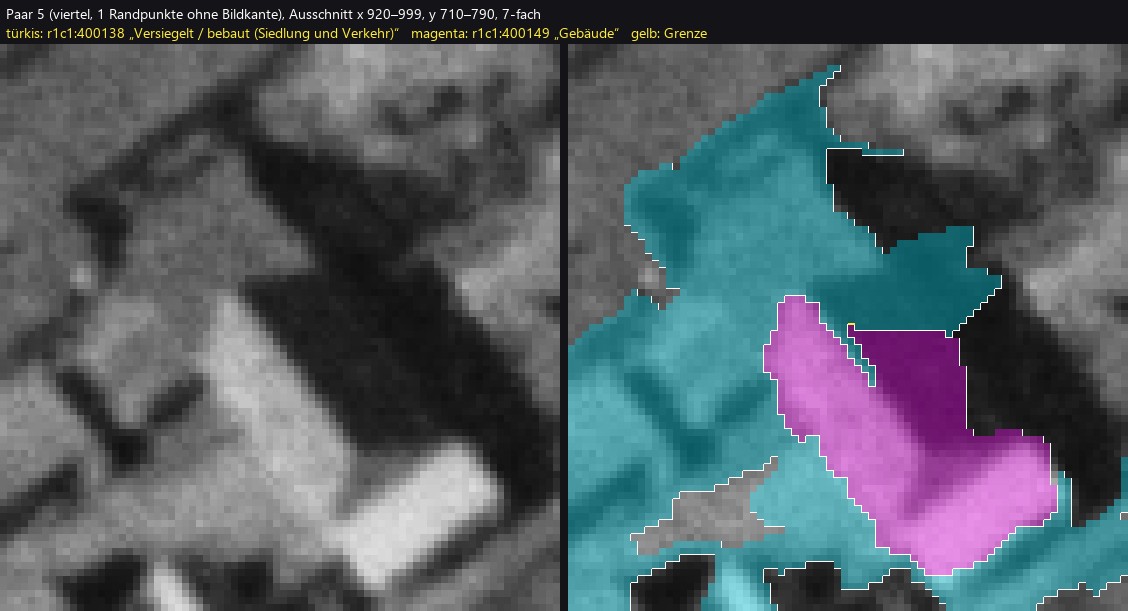 Paar 5 (viertel, 1 Randpunkte ohne Bildkante), Ausschnitt x 920–999, y 710–790, 7-fach
türkis: r1c1:400138 „Versiegelt / bebaut (Siedlung und Verkehr)“ magenta: r1c1:400149 „Gebäude“ gelb: Grenze